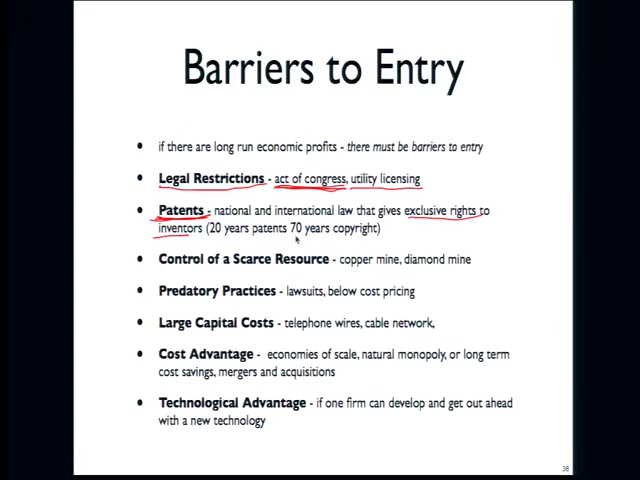 Barriers to Entry
• if there are long run economic profits - there must be barriers to entry
• Legal Restrictions - act of congress, utility licensing
• Patents - national and international law that gives exclusive rights to
inventors (20 years patents 70 years copyright)
• Control of a Scarce Resource - copper mine, diamond mine
• Predatory Practices - lawsuits, below cost pricing
• Large Capital Costs - telephone wires, cable network,
• Cost Advantage - economies of scale, natural monopoly, or long term
cost savings, mergers and acquisitions
• Technological Advantage - if one firm can develop and get out ahead
with a new technology
36